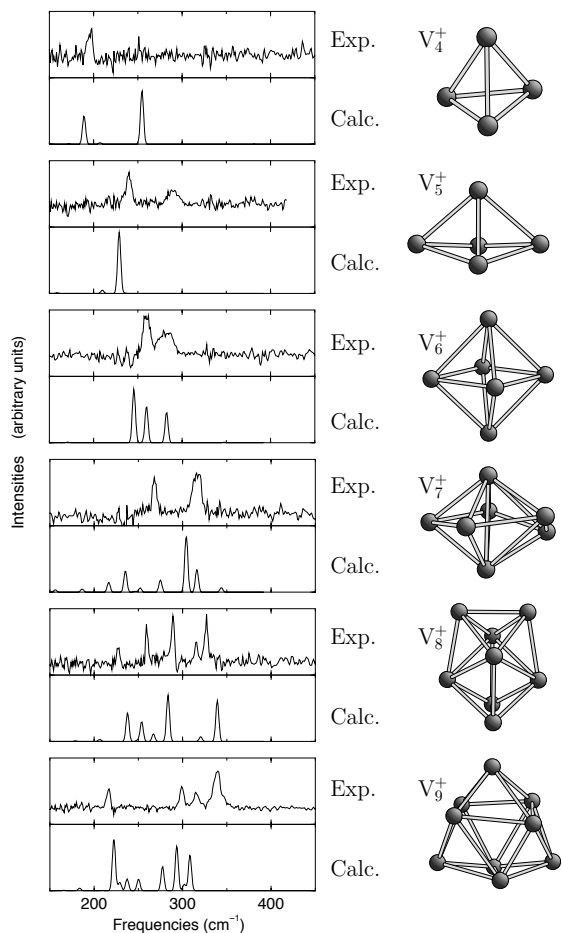 Exp.
V₄⁺
Calc.
Exp.
V₅⁺
Calc.
Exp.
V₆⁺
Calc.
Exp.
V₇⁺
Calc.
Exp.
V₈⁺
Calc.
Exp.
V₉⁺
Calc.
Intensities (arbitrary units)
200 300 400
Frequencies (cm⁻¹)